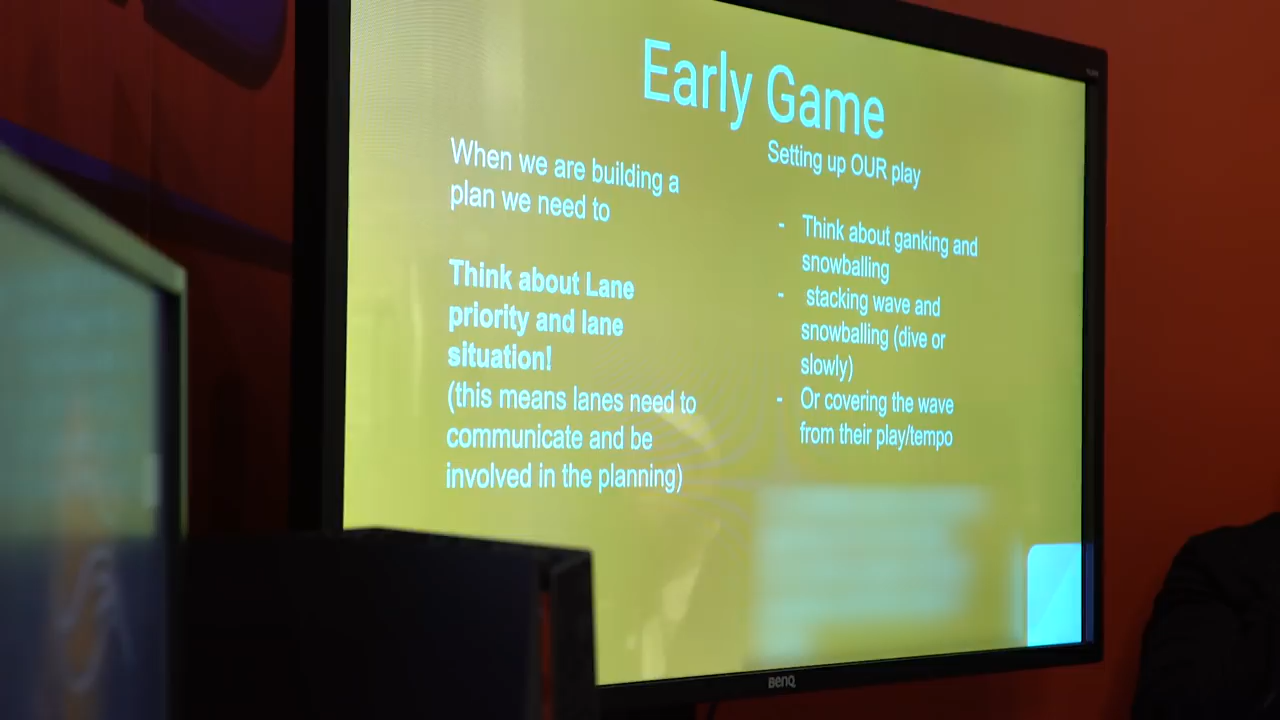 Early Game
When we are building a
plan we need to
Think about Lane
priority and lane
situation!
(this means lanes need to
communicate and be
involved in the planning)
Setting up OUR play
- Think about ganking and
snowballing
- stacking wave and
snowballing (dive or
slowly)
- Or covering the wave
from their play/tempo
BenQ